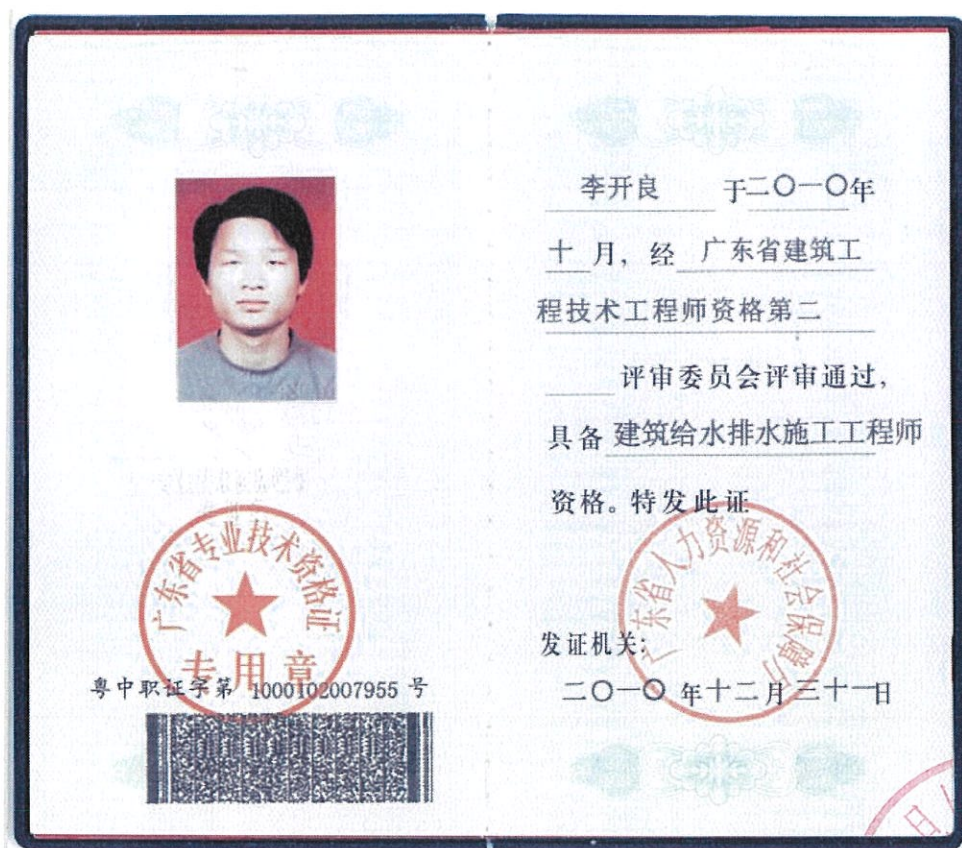 广东省专业技术资格证
专用章
粤中职证字第 1000102007955 号
李开良 于二〇一〇年
十月，经 广东省建筑工
程技术工程师资格第二
评审委员会评审通过，
具备 建筑给水排水施工工程师
资格。特发此证
广东省人力资源和社会保障厅
发证机关：
二〇一〇 年十二月三十一日